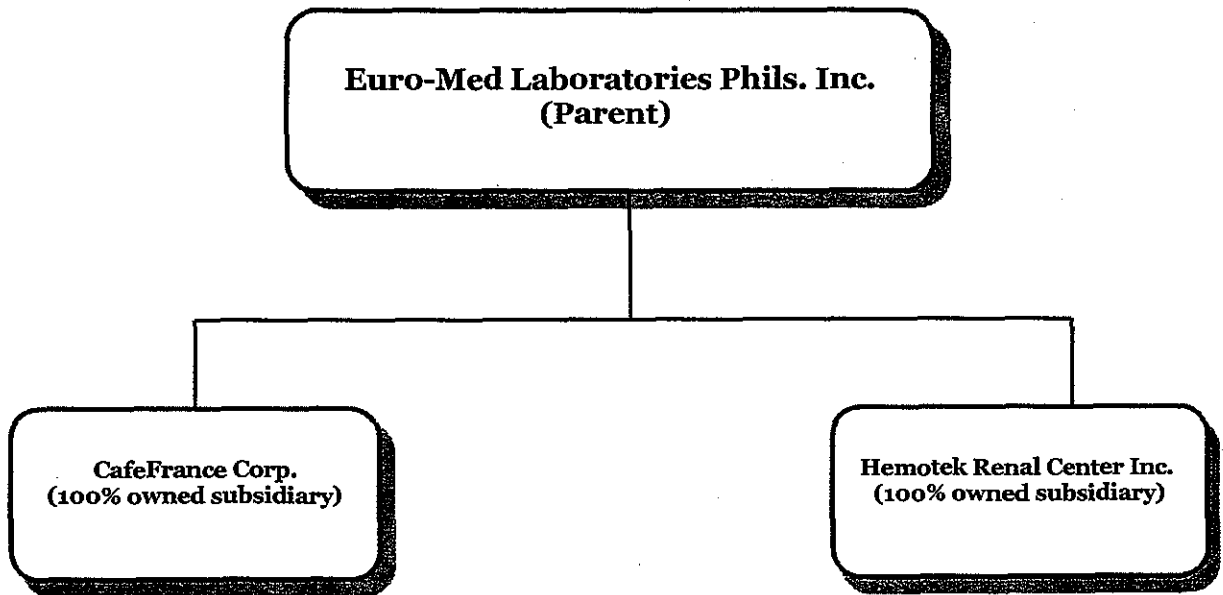 Euro-Med Laboratories Phils. Inc.
(Parent)
CafeFrance Corp.
(100% owned subsidiary)
Hemotek Renal Center Inc.
(100% owned subsidiary)